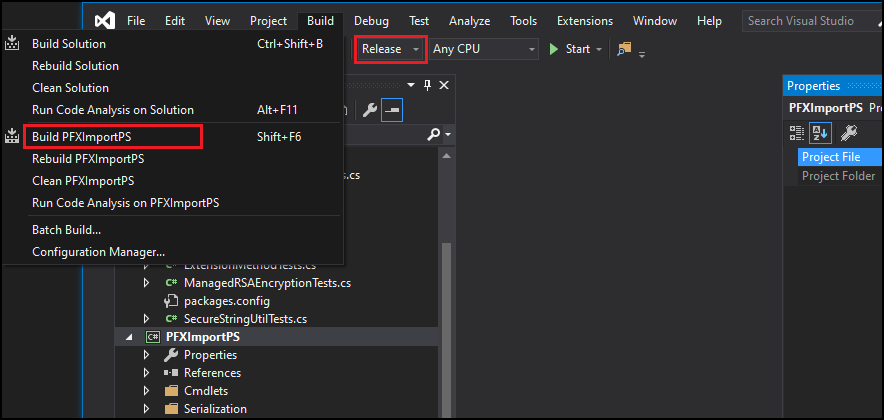 File Edit View Project Build Debug Test Analyze Tools Extensions Window Help Search Visual Studio
Release Any CPU Start
Build Solution Ctrl+Shift+B
Rebuild Solution
Clean Solution
Run Code Analysis on Solution Alt+F11
Build PFXImportPS Shift+F6
Rebuild PFXImportPS
Clean PFXImportPS
Run Code Analysis on PFXImportPS
Batch Build...
Configuration Manager...
.cs
ExtensionMethodTests.cs
ManagedRSAEncryptionTests.cs
packages.config
SecureStringUtilTests.cs
C# PFXImportPS
Properties
References
Cmdlets
Serialization
Properties
PFXImportPS
Project File
Project Folder